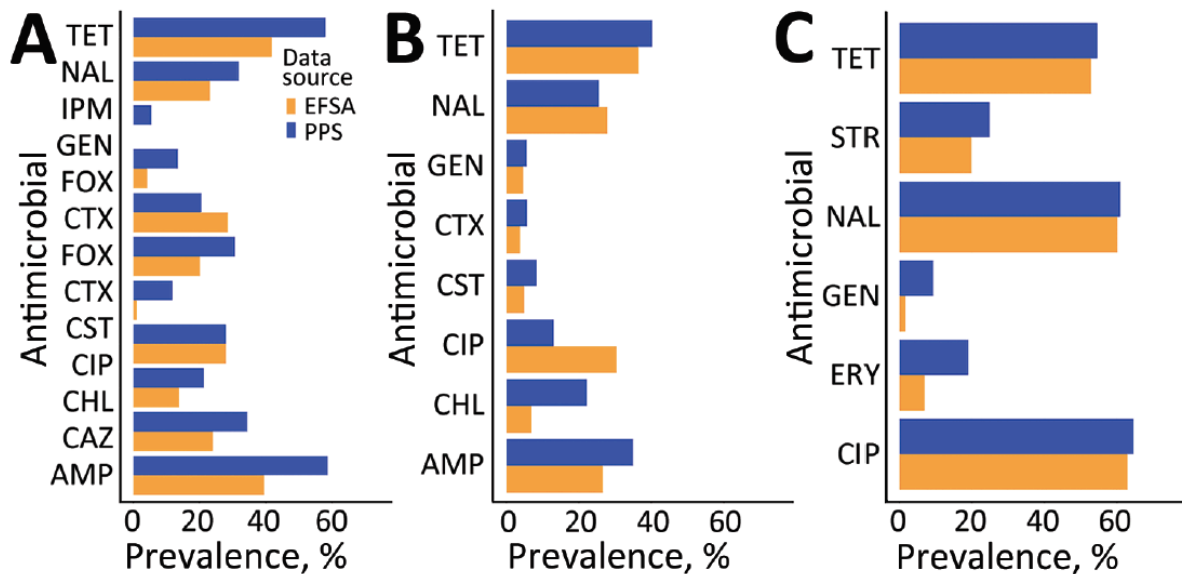 A
Antimicrobial
TET
NAL
IPM
GEN
FOX
CTX
FOX
CTX
CST
CIP
CHL
CAZ
AMP
Data
source
EFSA
PPS
0 20 40 60
Prevalence, %
B
Antimicrobial
TET
NAL
GEN
CTX
CST
CIP
CHL
AMP
0 20 40 60
Prevalence, %
C
Antimicrobial
TET
STR
NAL
GEN
ERY
CIP
0 20 40 60
Prevalence, %